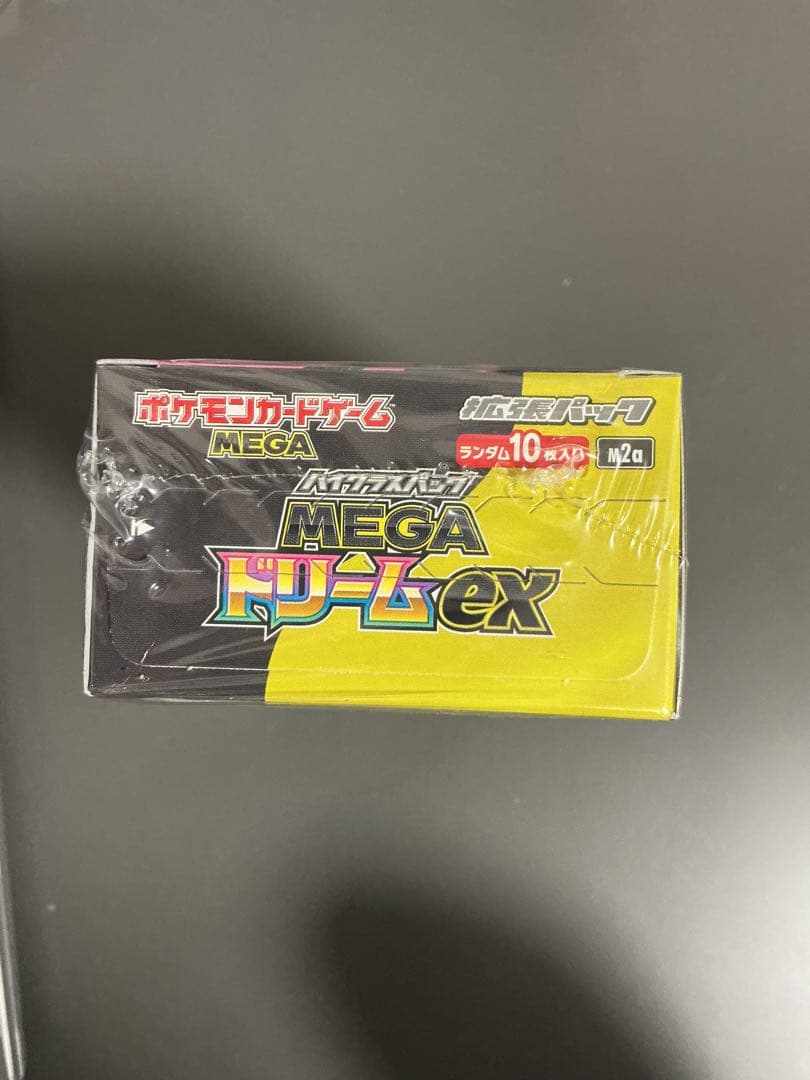 ポケモンカードゲーム
MEGA
拡張パック
ランダム10枚入り M2a
ハイクラスパック
MEGA
ドリームex